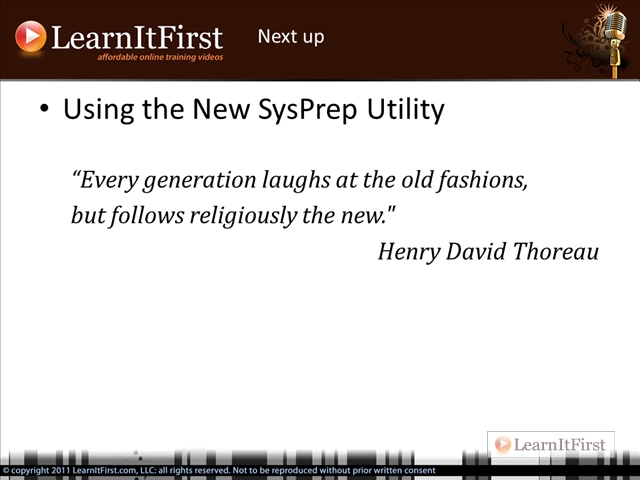 LearnItFirst
affordable online training videos
Next up
• Using the New SysPrep Utility
“Every generation laughs at the old fashions,
but follows religiously the new."
Henry David Thoreau
LearnItFirst
© copyright 2011 LearnItFirst.com, LLC: all rights reserved. Not to be reproduced without prior written consent